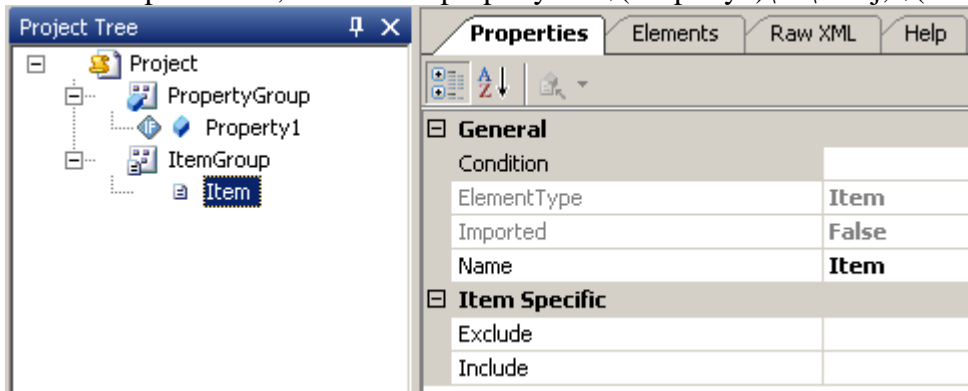 Project Tree
Project
PropertyGroup
IF Property1
ItemGroup
Item
Properties Elements Raw XML Help
General
Condition
ElementType Item
Imported False
Name Item
Item Specific
Exclude
Include